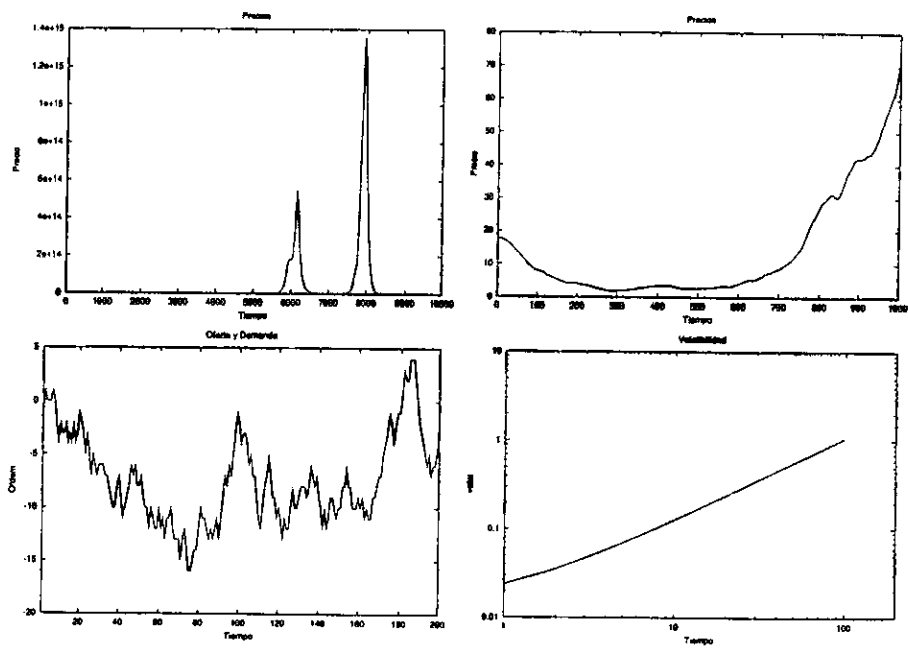 Precios
1.4e+15
1.2e+15
1e+15
8e+14
6e+14
4e+14
2e+14
0
Precio
0 1000 2000 3000 4000 5000 6000 7000 8000 9000 10000
Tiempo
Precios
80
70
60
50
40
30
20
10
0
Precio
0 100 200 300 400 500 600 700 800 900 1000
Tiempo
Oferta y Demanda
5
0
-5
-10
-15
-20
20 40 60 80 100 120 140 160 180 200
Tiempo
Volatilidad
10
1
0.1
0.01
1 10 100
Tiempo